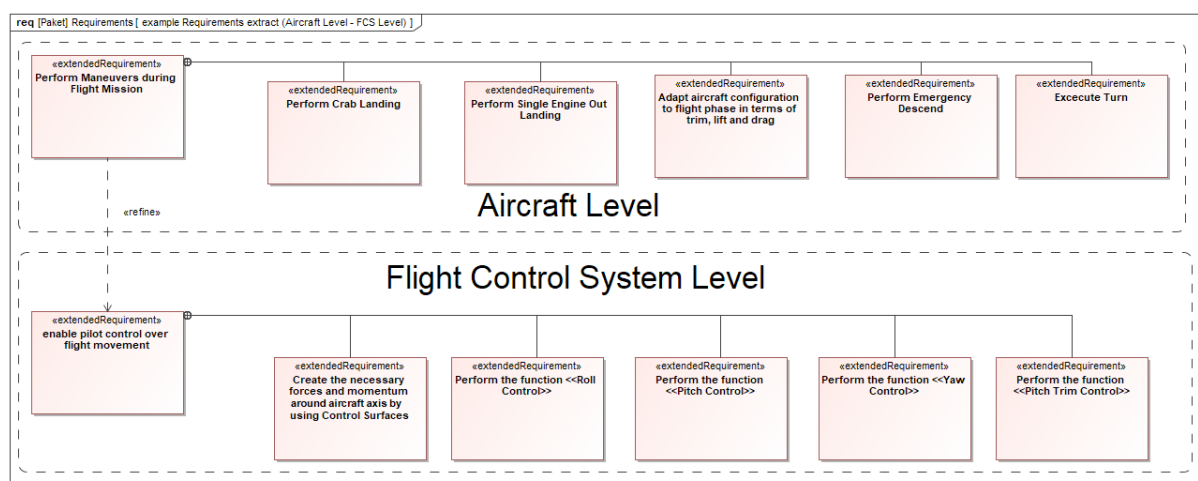 req [Paket] Requirements [ example Requirements extract (Aircraft Level - FCS Level) ]
«extendedRequirement»
Perform Maneuvers during
Flight Mission
«extendedRequirement»
Perform Crab Landing
«extendedRequirement»
Perform Single Engine Out
Landing
«extendedRequirement»
Adapt aircraft configuration
to flight phase in terms of
trim, lift and drag
«extendedRequirement»
Perform Emergency
Descend
«extendedRequirement»
Excecute Turn
Aircraft Level
«refine»
Flight Control System Level
«extendedRequirement»
enable pilot control over
flight movement
«extendedRequirement»
Create the necessary
forces and momentum
around aircraft axis by
using Control Surfaces
«extendedRequirement»
Perform the function <<Roll
Control>>
«extendedRequirement»
Perform the function
<<Pitch Control>>
«extendedRequirement»
Perform the function <<Yaw
Control>>
«extendedRequirement»
Perform the function
<<Pitch Trim Control>>